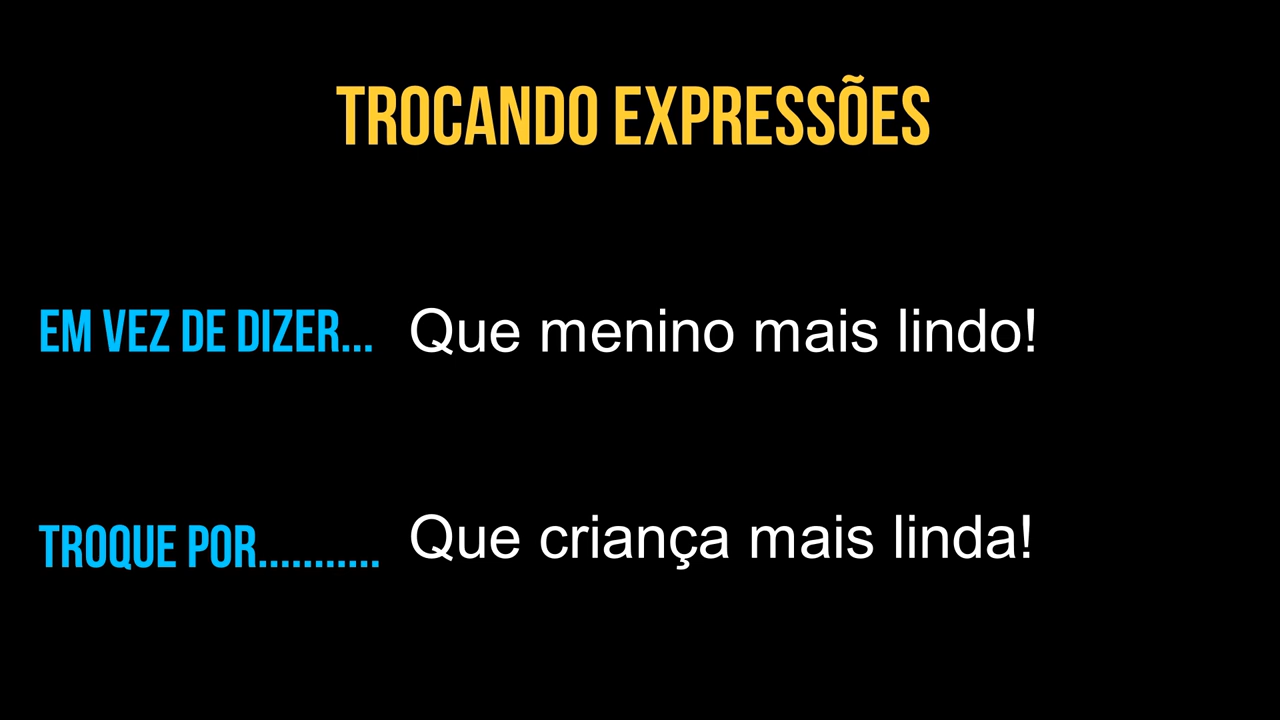 TROCANDO EXPRESSÕES
EM VEZ DE DIZER... Que menino mais lindo!
TROQUE POR........... Que criança mais linda!